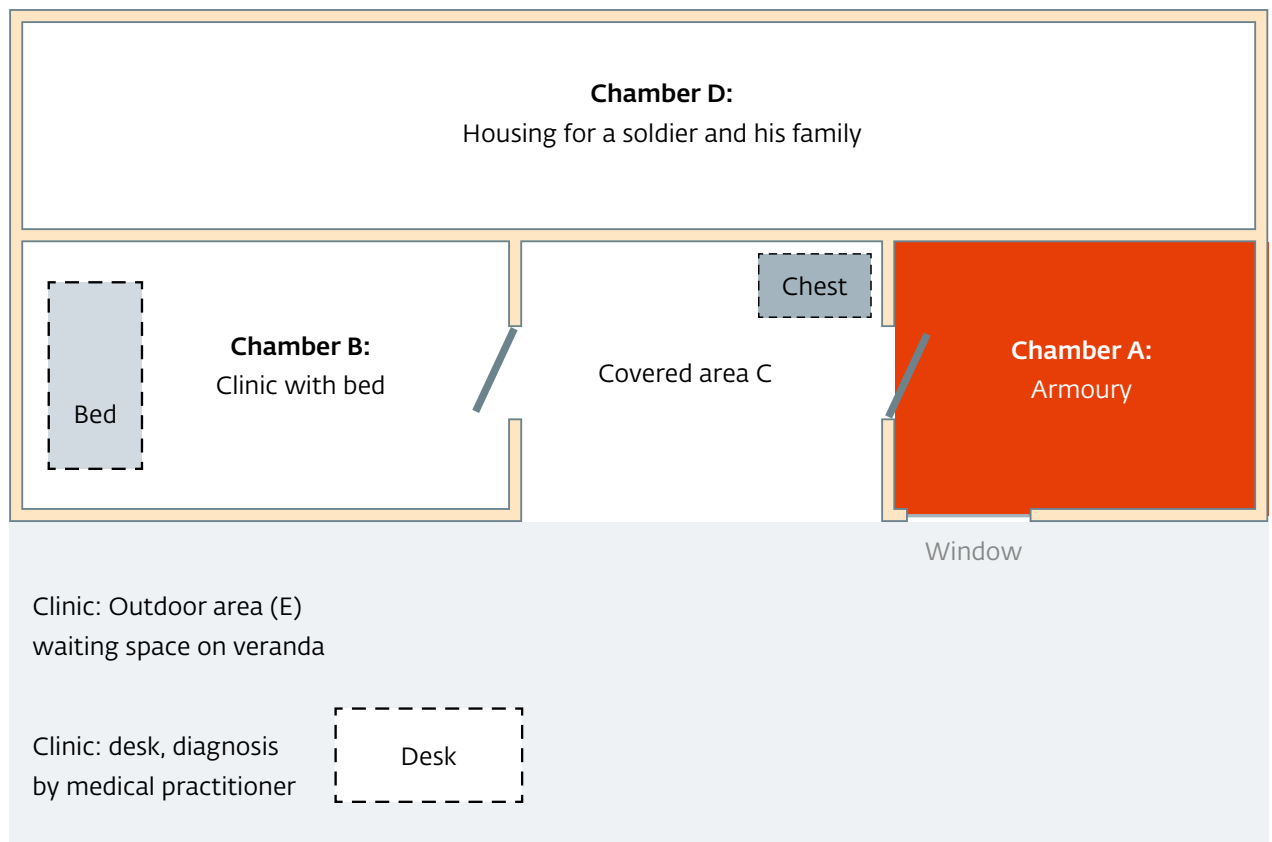 Chamber D:
Housing for a soldier and his family
Chest
Chamber B:
Clinic with bed
Bed
Covered area C
Chamber A:
Armoury
Window
Clinic: Outdoor area (E)
waiting space on veranda
Clinic: desk, diagnosis
by medical practitioner
Desk